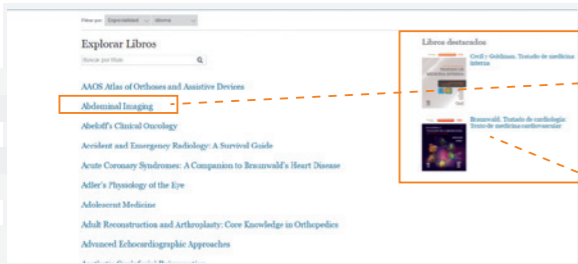 Filtrar por: Especialidad Idioma
Explorar Libros
Buscar por título
AAOS Atlas of Orthoses and Assistive Devices
Abdominal Imaging
Abeloff's Clinical Oncology
Accident and Emergency Radiology: A Survival Guide
Acute Coronary Syndromes: A Companion to Braunwald's Heart Disease
Adler's Physiology of the Eye
Adolescent Medicine
Adult Reconstruction and Arthroplasty: Core Knowledge in Orthopedics
Advanced Echocardiographic Approaches
Libros destacados
Cecil y Goldman. Tratado de medicina
interna
Braunwald. Tratado de cardiología:
Texto de medicina cardiovascular